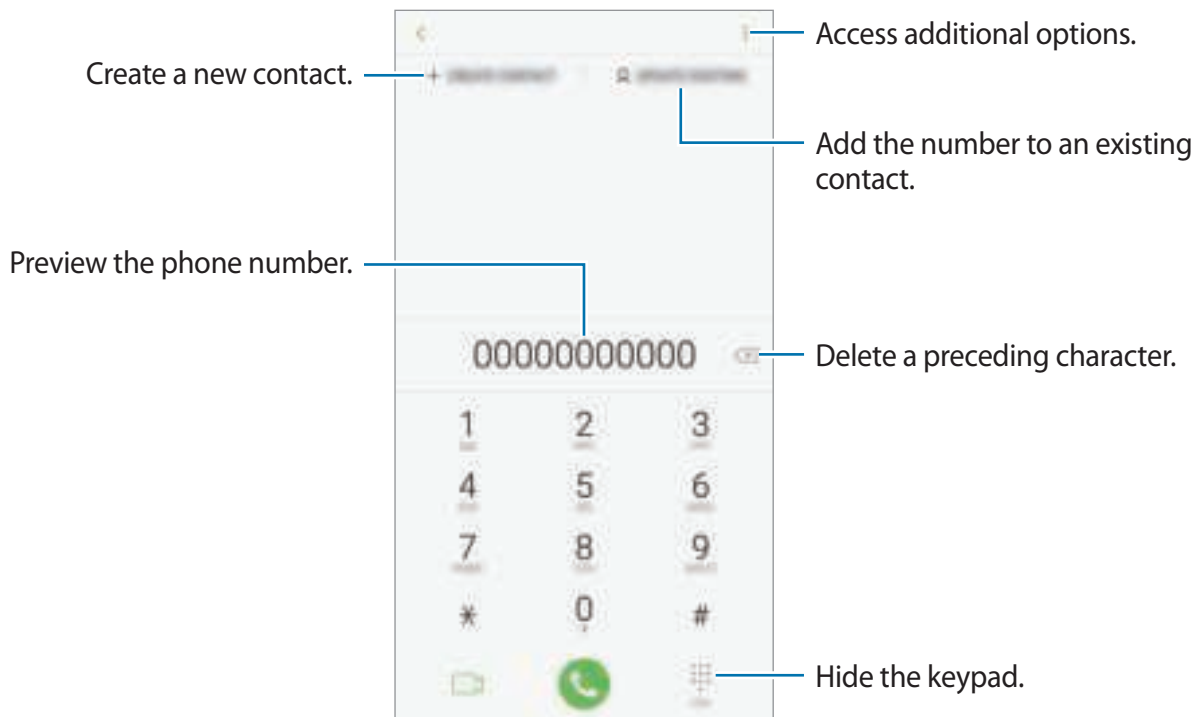 Access additional options.
Create a new contact.
Add the number to an existing
contact.
Preview the phone number.
00000000000
Delete a preceding character.
1 2 3
4 5 6
7 8 9
* 0 #
Hide the keypad.